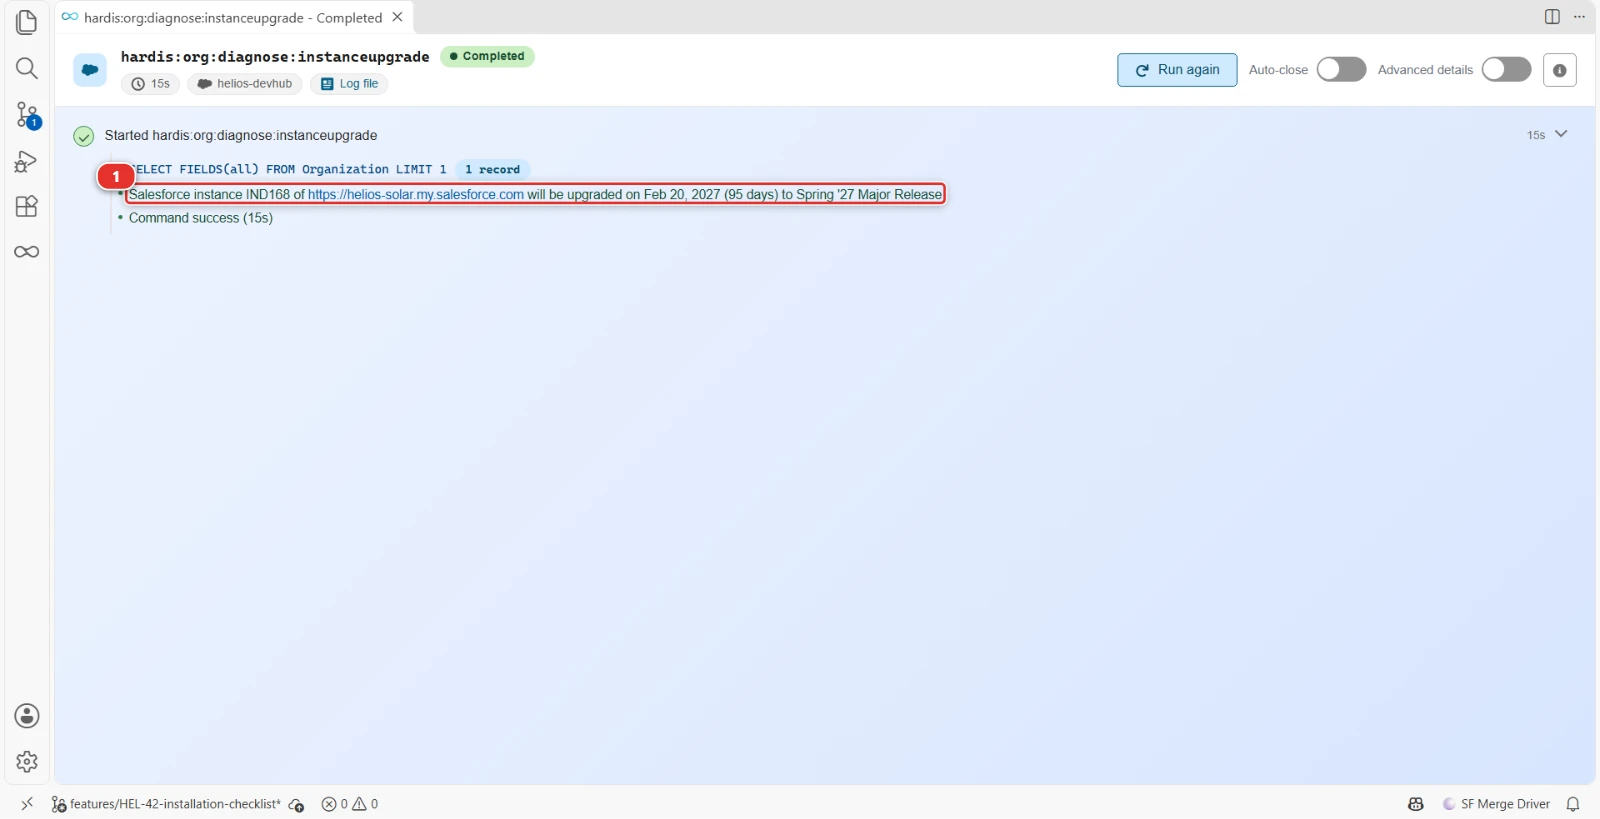 hardis:org:diagnose:instanceupgrade - Completed
hardis:org:diagnose:instanceupgrade
Completed
15s
helios-devhub
Log file
Run again
Auto-close
Advanced details
Started hardis:org:diagnose:instanceupgrade
15s
1
ELECT FIELDS(all) FROM Organization LIMIT 1
1 record
Salesforce instance IND168 of https://helios-solar.my.salesforce.com will be upgraded on Feb 20, 2027 (95 days) to Spring '27 Major Release
Command success (15s)
1
features/HEL-42-installation-checklist*
0
0
SF Merge Driver